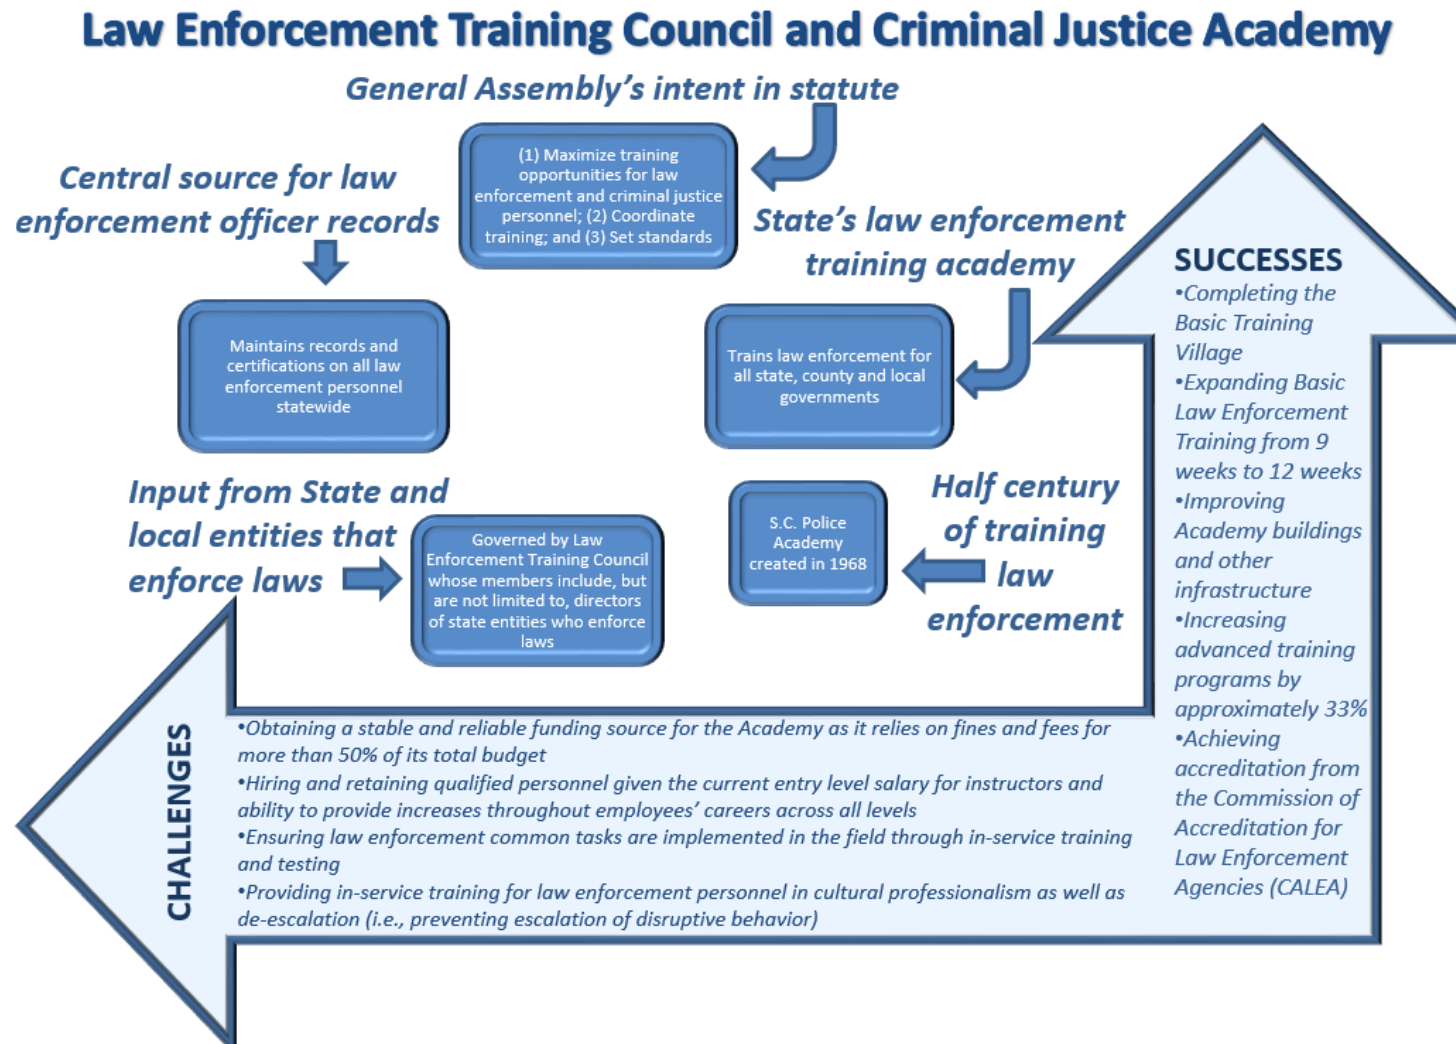 Law Enforcement Training Council and Criminal Justice Academy
General Assembly's intent in statute
(1) Maximize training
opportunities for law
enforcement and criminal justice
personnel; (2) Coordinate
training; and (3) Set standards
Central source for law
enforcement officer records
Maintains records and
certifications on all law
enforcement personnel
statewide
State's law enforcement
training academy
Trains law enforcement for
all state, county and local
governments
Input from State and
local entities that
enforce laws
Governed by Law
Enforcement Training Council
whose members include, but
are not limited to, directors
of state entities who enforce
laws
S.C. Police
Academy
created in 1968
Half century
of training
law
enforcement
SUCCESSES
•Completing the
Basic Training
Village
•Expanding Basic
Law Enforcement
Training from 9
weeks to 12 weeks
•Improving
Academy buildings
and other
infrastructure
•Increasing
advanced training
programs by
approximately 33%
•Achieving
accreditation from
the Commission of
Accreditation for
Law Enforcement
Agencies (CALEA)
CHALLENGES
•Obtaining a stable and reliable funding source for the Academy as it relies on fines and fees for
more than 50% of its total budget
•Hiring and retaining qualified personnel given the current entry level salary for instructors and
ability to provide increases throughout employees' careers across all levels
•Ensuring law enforcement common tasks are implemented in the field through in-service training
and testing
•Providing in-service training for law enforcement personnel in cultural professionalism as well as
de-escalation (i.e., preventing escalation of disruptive behavior)